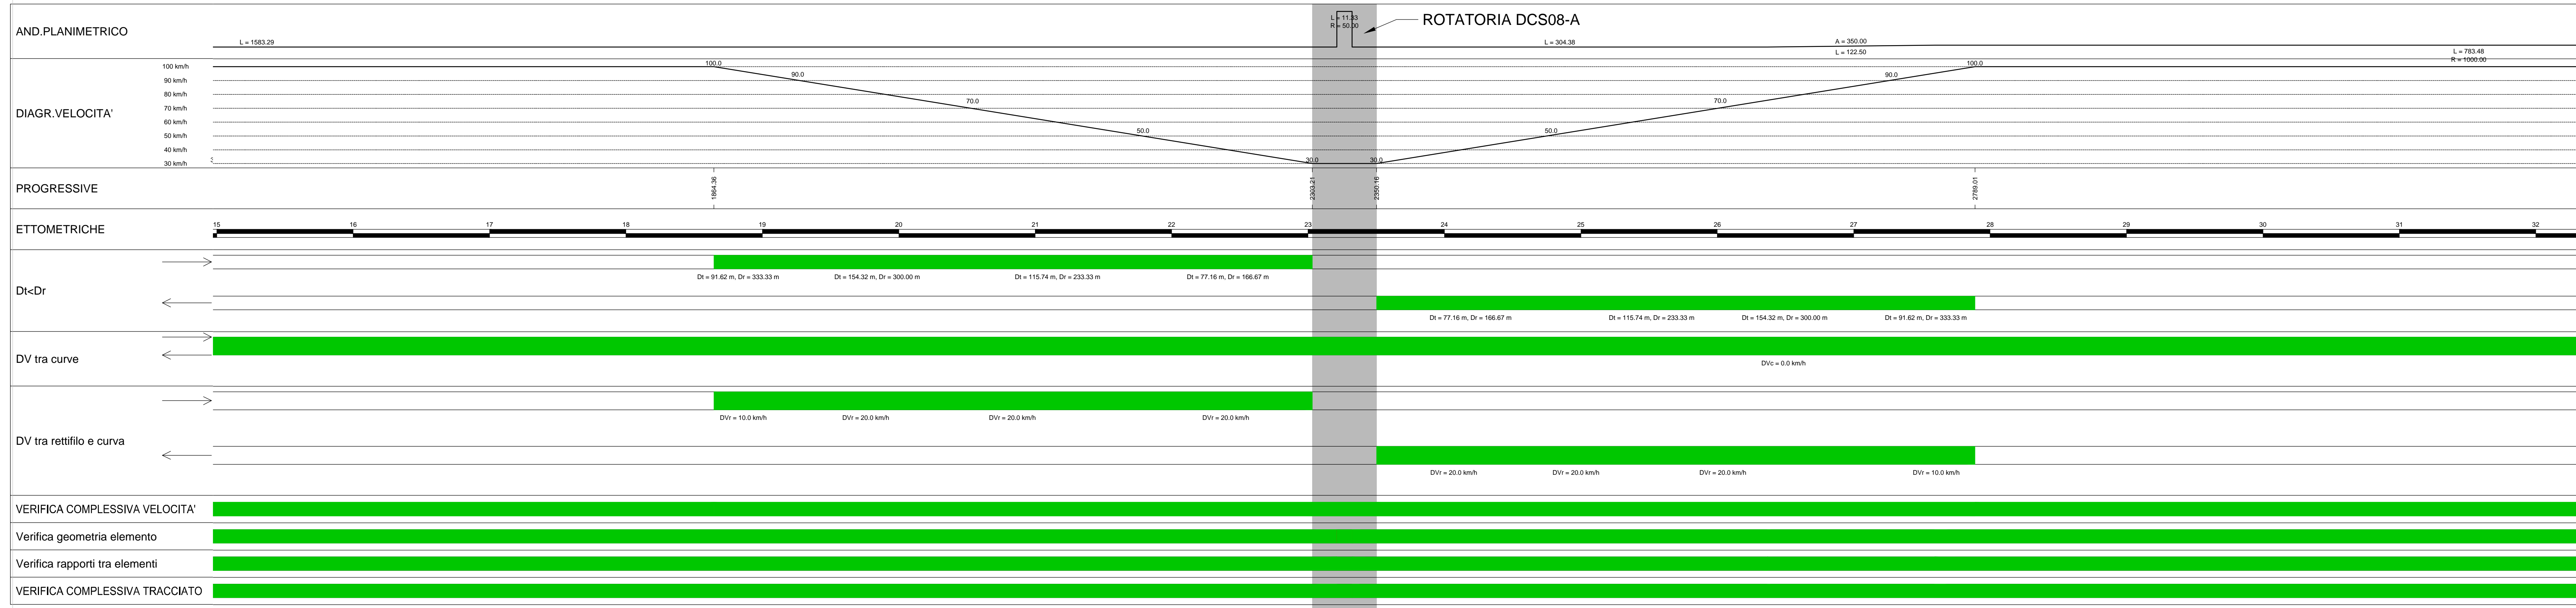 AND.PLANIMETRICO
L = 1583.29
L = 11.33
R = 50.00
ROTATORIA DCS08-A
L = 304.38
A = 350.00
L = 122.50
L = 783.48
R = 1000.00
DIAGR.VELOCITA'
100 km/h
90 km/h
80 km/h
70 km/h
60 km/h
50 km/h
40 km/h
30 km/h
100.0
90.0
70.0
50.0
30.0
30.0
50.0
70.0
90.0
100.0
PROGRESSIVE
1864.36
2303.21
2350.16
2789.01
ETTOMETRICHE
15 16 17 18 19 20 21 22 23 24 25 26 27 28 29 30 31 32
Dt<Dr
Dt = 91.62 m, Dr = 333.33 m
Dt = 154.32 m, Dr = 300.00 m
Dt = 115.74 m, Dr = 233.33 m
Dt = 77.16 m, Dr = 166.67 m
Dt = 77.16 m, Dr = 166.67 m
Dt = 115.74 m, Dr = 233.33 m
Dt = 154.32 m, Dr = 300.00 m
Dt = 91.62 m, Dr = 333.33 m
DV tra curve
DVc = 0.0 km/h
DV tra rettifilo e curva
DVr = 10.0 km/h
DVr = 20.0 km/h
DVr = 20.0 km/h
DVr = 20.0 km/h
DVr = 20.0 km/h
DVr = 20.0 km/h
DVr = 20.0 km/h
DVr = 10.0 km/h
VERIFICA COMPLESSIVA VELOCITA'
Verifica geometria elemento
Verifica rapporti tra elementi
VERIFICA COMPLESSIVA TRACCIATO